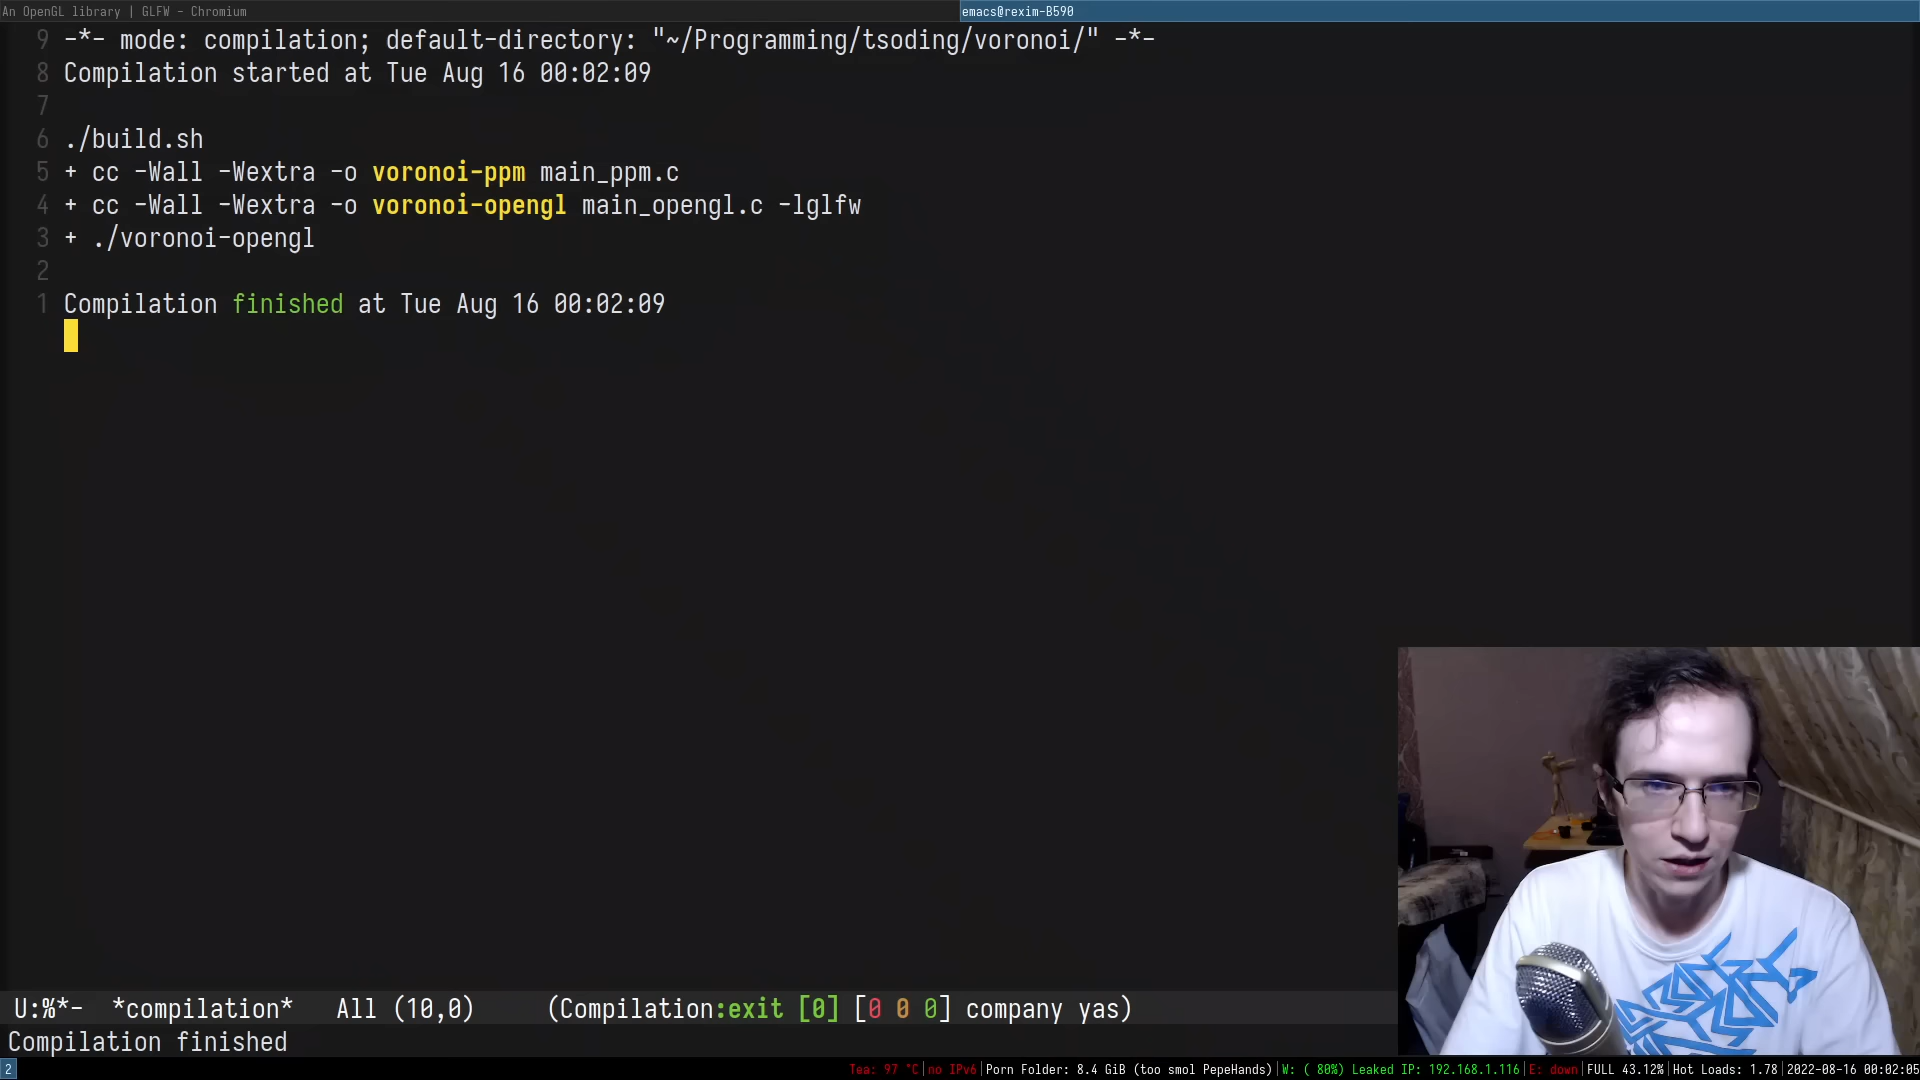 An OpenGL library | GLFW - Chromium
emacs@rexim-B590
9 -*- mode: compilation; default-directory: "~/Programming/tsoding/voronoi/" -*-
8 Compilation started at Tue Aug 16 00:02:09
7
6 ./build.sh
5 + cc -Wall -Wextra -o voronoi-ppm main_ppm.c
4 + cc -Wall -Wextra -o voronoi-opengl main_opengl.c -lglfw
3 + ./voronoi-opengl
2
1 Compilation finished at Tue Aug 16 00:02:09
U:%*- *compilation* All (10,0) (Compilation:exit [0] [0 0 0] company yas)
Compilation finished
2 Tea: 97 °C|no IPv6|Porn Folder: 8.4 GiB (too smol PepeHands)|W: ( 80%) Leaked IP: 192.168.1.116|E: down|FULL 43.12%|Hot Loads: 1.78|2022-08-16 00:02:05